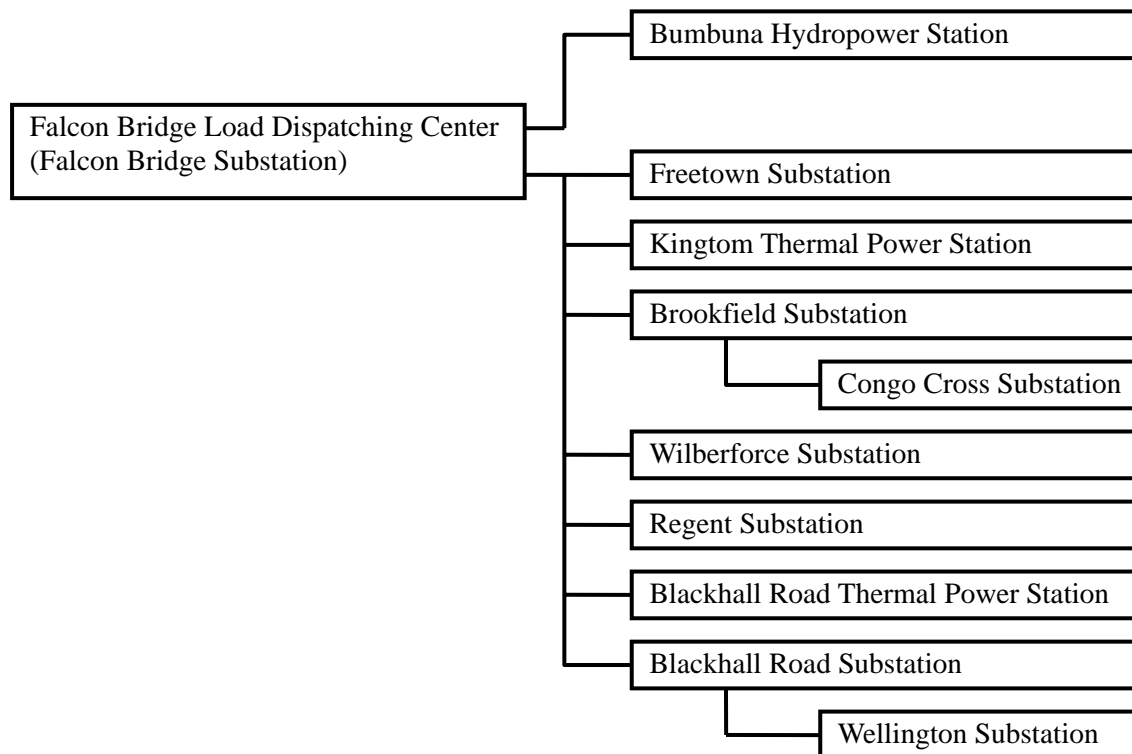 Bumbuna Hydropower Station
Falcon Bridge Load Dispatching Center
(Falcon Bridge Substation)
Freetown Substation
Kingtom Thermal Power Station
Brookfield Substation
Congo Cross Substation
Wilberforce Substation
Regent Substation
Blackhall Road Thermal Power Station
Blackhall Road Substation
Wellington Substation